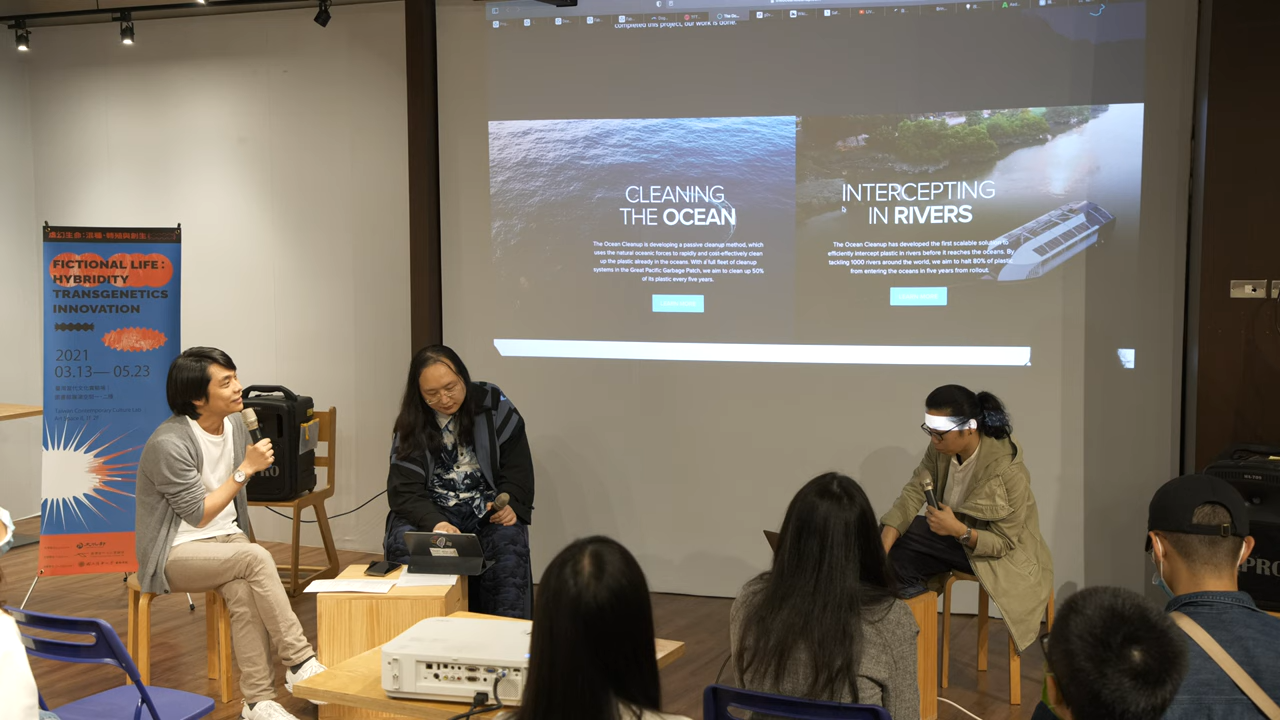 completed this project, our work is done.
CLEANING
THE OCEAN
The Ocean Cleanup is developing a passive cleanup method, which
uses the natural oceanic forces to rapidly and cost-effectively clean
up the plastic already in the oceans. With a full fleet of cleanup
systems in the Great Pacific Garbage Patch, we aim to clean up 50%
of its plastic every five years.
INTERCEPTING
IN RIVERS
The Ocean Cleanup has developed the first scalable solution to
efficiently intercept plastic in rivers before it reaches the oceans. By
tackling 1000 rivers around the world, we aim to halt 80% of plastic
from entering the oceans in five years from rollout.
FICTIONAL LIFE :
HYBRIDITY
TRANSGENETICS
INNOVATION
2021
03.13— 05.23
Taiwan Contemporary Culture Lab
PRO
PRO